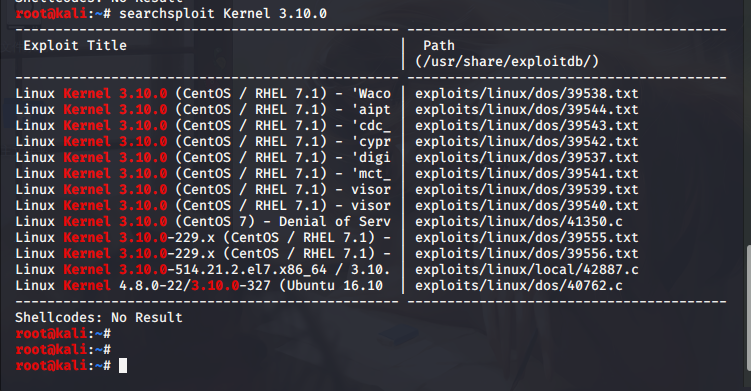 Shellcodes: No Result
root@kali:~# searchsploit Kernel 3.10.0
---------------------------------------- ----------------------------------------
Exploit Title | Path
| (/usr/share/exploitdb/)
---------------------------------------- ----------------------------------------
Linux Kernel 3.10.0 (CentOS / RHEL 7.1) - 'Waco | exploits/linux/dos/39538.txt
Linux Kernel 3.10.0 (CentOS / RHEL 7.1) - 'aipt | exploits/linux/dos/39544.txt
Linux Kernel 3.10.0 (CentOS / RHEL 7.1) - 'cdc_ | exploits/linux/dos/39543.txt
Linux Kernel 3.10.0 (CentOS / RHEL 7.1) - 'cypr | exploits/linux/dos/39542.txt
Linux Kernel 3.10.0 (CentOS / RHEL 7.1) - 'digi | exploits/linux/dos/39537.txt
Linux Kernel 3.10.0 (CentOS / RHEL 7.1) - 'mct_ | exploits/linux/dos/39541.txt
Linux Kernel 3.10.0 (CentOS / RHEL 7.1) - visor | exploits/linux/dos/39539.txt
Linux Kernel 3.10.0 (CentOS / RHEL 7.1) - visor | exploits/linux/dos/39540.txt
Linux Kernel 3.10.0 (CentOS 7) - Denial of Serv | exploits/linux/dos/41350.c
Linux Kernel 3.10.0-229.x (CentOS / RHEL 7.1) - | exploits/linux/dos/39555.txt
Linux Kernel 3.10.0-229.x (CentOS / RHEL 7.1) - | exploits/linux/dos/39556.txt
Linux Kernel 3.10.0-514.21.2.el7.x86_64 / 3.10. | exploits/linux/local/42887.c
Linux Kernel 4.8.0-22/3.10.0-327 (Ubuntu 16.10 | exploits/linux/dos/40762.c
---------------------------------------- ----------------------------------------
Shellcodes: No Result
root@kali:~#
root@kali:~#
root@kali:~#